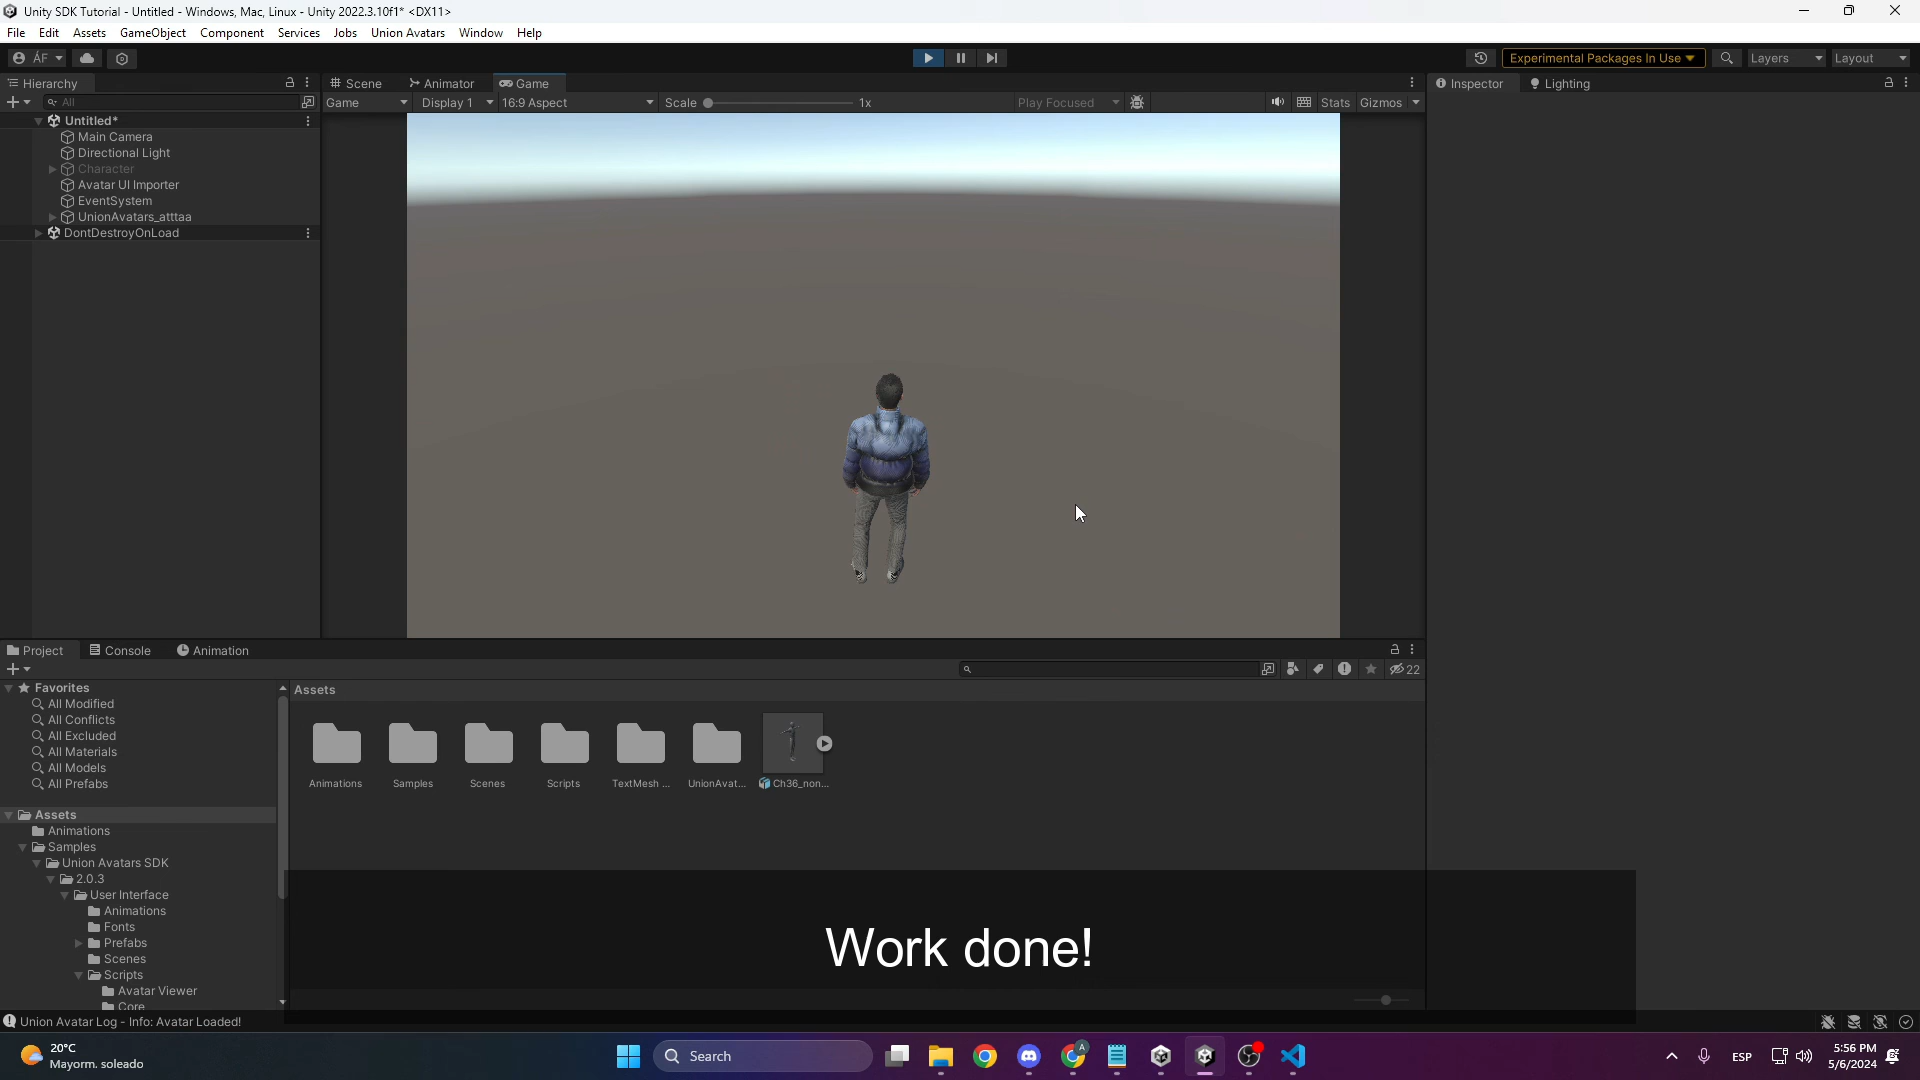 Unity SDK Tutorial - Untitled - Windows, Mac, Linux - Unity 2022.3.10f1* <DX11>
File Edit Assets GameObject Component Services Jobs Union Avatars Window Help
ÁF Experimental Packages In Use Layers Layout
Hierarchy Scene Animator Game Inspector Lighting
All Game Display 1 16:9 Aspect Scale 1x Play Focused Stats Gizmos
Untitled*
Main Camera
Directional Light
Character
Avatar UI Importer
EventSystem
UnionAvatars_atttaa
DontDestroyOnLoad
Project Console Animation
22
Favorites
All Modified
All Conflicts
All Excluded
All Materials
All Models
All Prefabs
Assets
Animations
Samples
Union Avatars SDK
2.0.3
User Interface
Animations
Fonts
Prefabs
Scenes
Scripts
Avatar Viewer
Core
Assets
Animations Samples Scenes Scripts TextMesh ... UnionAvat... Ch36_non...
Work done!
Union Avatar Log - Info: Avatar Loaded!
20°C
Mayorm. soleado
Search
A
ESP
5:56 PM
5/6/2024